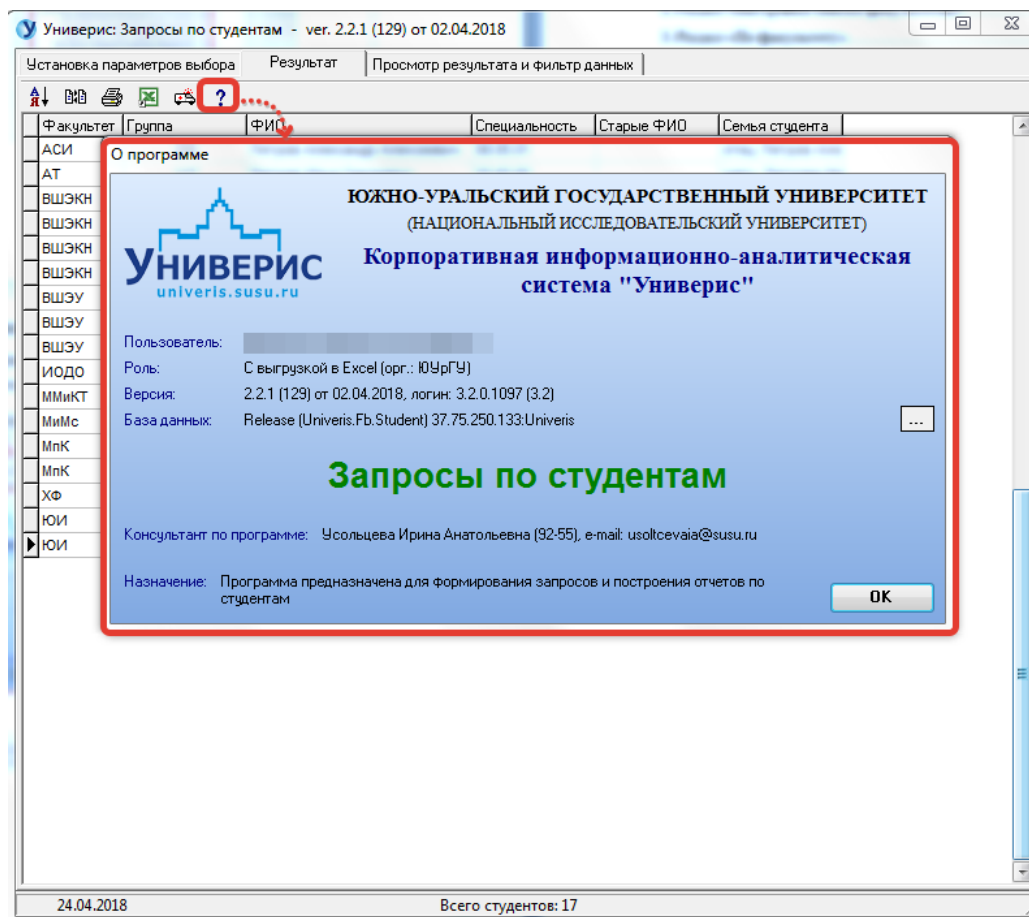 Универис: Запросы по студентам - ver. 2.2.1 (129) от 02.04.2018
Установка параметров выбора Результат Просмотр результата и фильтр данных
?
Факультет Группа ФИО Специальность Старые ФИО Семья студента
АСИ
АТ
ВШЭКН
ВШЭКН
ВШЭКН
ВШЭКН
ВШЭУ
ВШЭУ
ВШЭУ
ИОДО
ММиКТ
МиМс
МпК
МпК
ХФ
ЮИ
ЮИ
О программе
УНИВЕРИС
univeris.susu.ru
ЮЖНО-УРАЛЬСКИЙ ГОСУДАРСТВЕННЫЙ УНИВЕРСИТЕТ
(НАЦИОНАЛЬНЫЙ ИССЛЕДОВАТЕЛЬСКИЙ УНИВЕРСИТЕТ)
Корпоративная информационно-аналитическая
система "Универис"
Пользователь:
Роль: С выгрузкой в Excel (орг.: ЮУрГУ)
Версия: 2.2.1 (129) от 02.04.2018, логин: 3.2.0.1097 (3.2)
База данных: Release (Univeris.Fb.Student) 37.75.250.133:Univeris ...
Запросы по студентам
Консультант по программе: Усольцева Ирина Анатольевна (92-55), e-mail: usoltcevaia@susu.ru
Назначение: Программа предназначена для формирования запросов и построения отчетов по
студентам
OK
24.04.2018 Всего студентов: 17